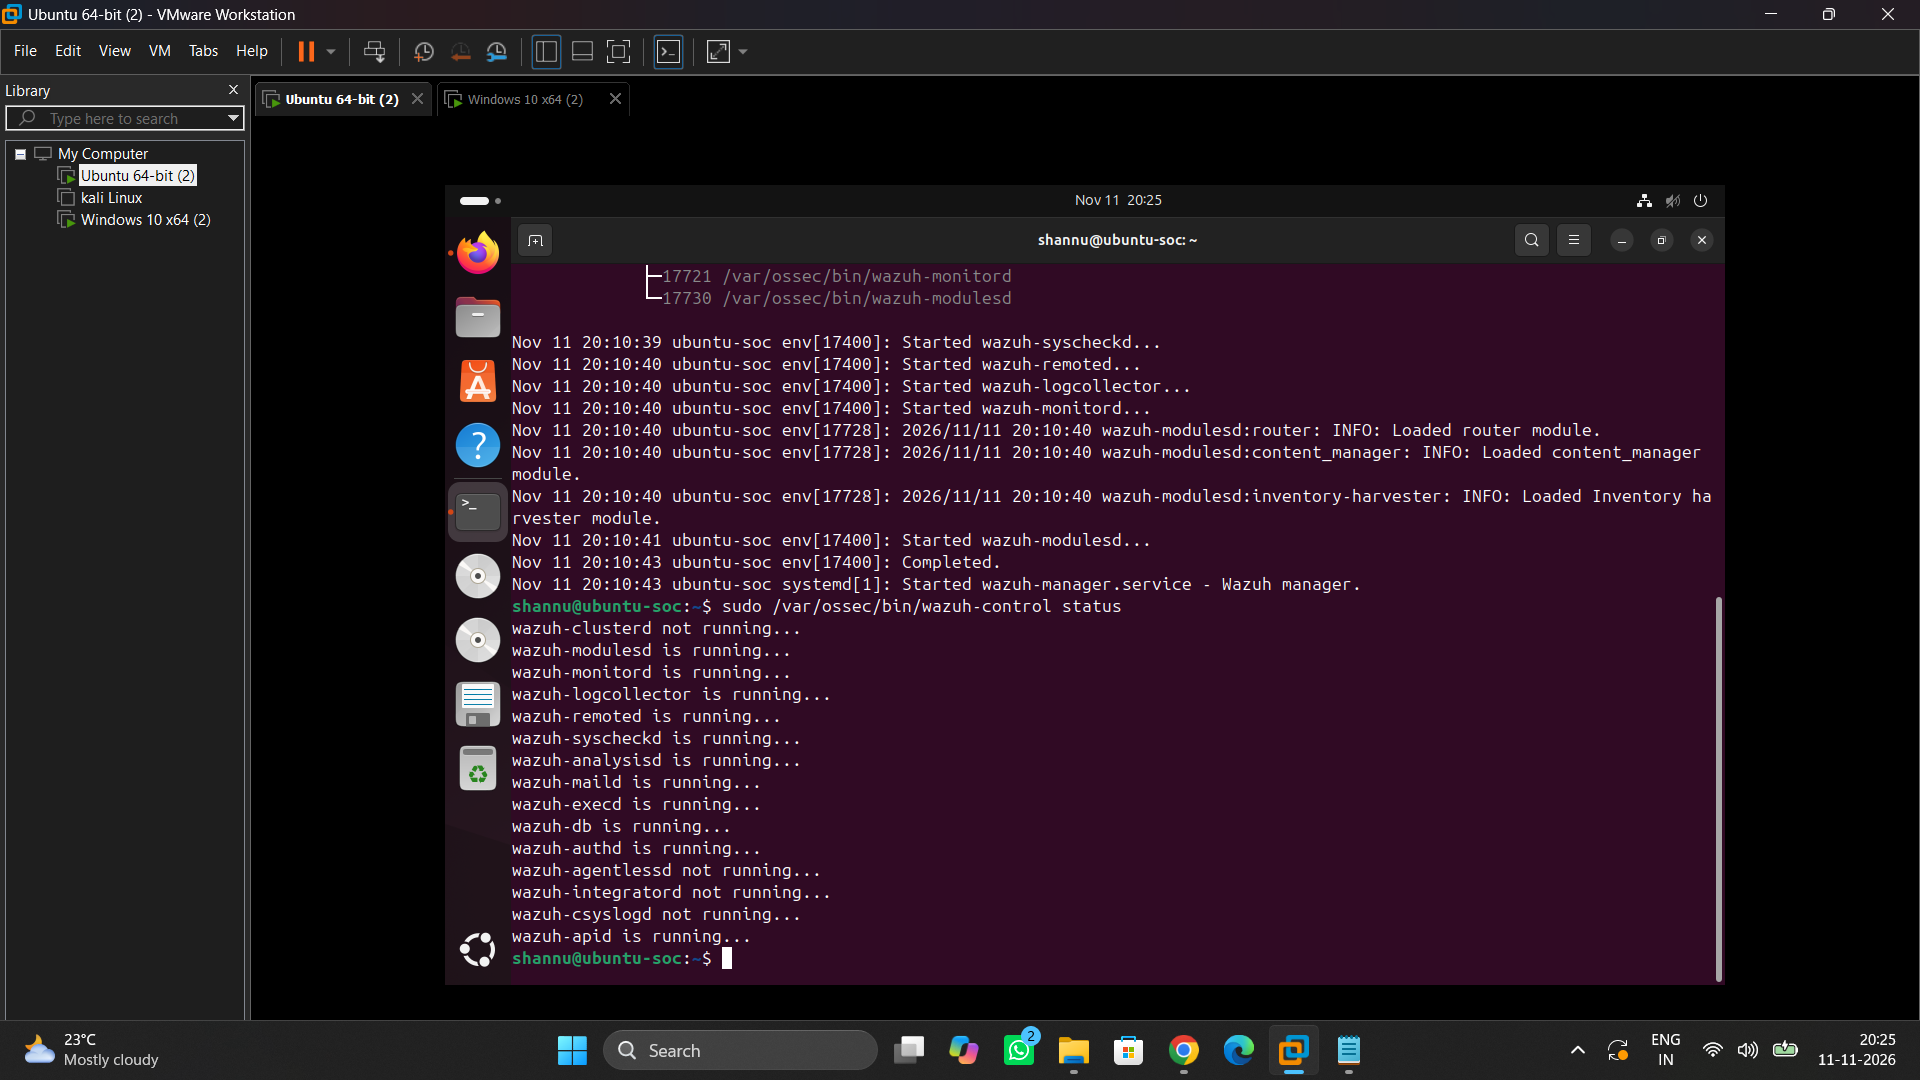 Ubuntu 64-bit (2) - VMware Workstation
File Edit View VM Tabs Help
Library
Type here to search
My Computer
Ubuntu 64-bit (2)
kali Linux
Windows 10 x64 (2)
Ubuntu 64-bit (2)
Windows 10 x64 (2)
Nov 11 20:25
shannu@ubuntu-soc: ~
├─17721 /var/ossec/bin/wazuh-monitord
└─17730 /var/ossec/bin/wazuh-modulesd
Nov 11 20:10:39 ubuntu-soc env[17400]: Started wazuh-syscheckd...
Nov 11 20:10:40 ubuntu-soc env[17400]: Started wazuh-remoted...
Nov 11 20:10:40 ubuntu-soc env[17400]: Started wazuh-logcollector...
Nov 11 20:10:40 ubuntu-soc env[17400]: Started wazuh-monitord...
Nov 11 20:10:40 ubuntu-soc env[17728]: 2026/11/11 20:10:40 wazuh-modulesd:router: INFO: Loaded router module.
Nov 11 20:10:40 ubuntu-soc env[17728]: 2026/11/11 20:10:40 wazuh-modulesd:content_manager: INFO: Loaded content_manager
module.
Nov 11 20:10:40 ubuntu-soc env[17728]: 2026/11/11 20:10:40 wazuh-modulesd:inventory-harvester: INFO: Loaded Inventory ha
rvester module.
Nov 11 20:10:41 ubuntu-soc env[17400]: Started wazuh-modulesd...
Nov 11 20:10:43 ubuntu-soc env[17400]: Completed.
Nov 11 20:10:43 ubuntu-soc systemd[1]: Started wazuh-manager.service - Wazuh manager.
shannu@ubuntu-soc:~$ sudo /var/ossec/bin/wazuh-control status
wazuh-clusterd not running...
wazuh-modulesd is running...
wazuh-monitord is running...
wazuh-logcollector is running...
wazuh-remoted is running...
wazuh-syscheckd is running...
wazuh-analysisd is running...
wazuh-maild is running...
wazuh-execd is running...
wazuh-db is running...
wazuh-authd is running...
wazuh-agentlessd not running...
wazuh-integratord not running...
wazuh-csyslogd not running...
wazuh-apid is running...
shannu@ubuntu-soc:~$
23°C
Mostly cloudy
Search
2
ENG
IN
20:25
11-11-2026